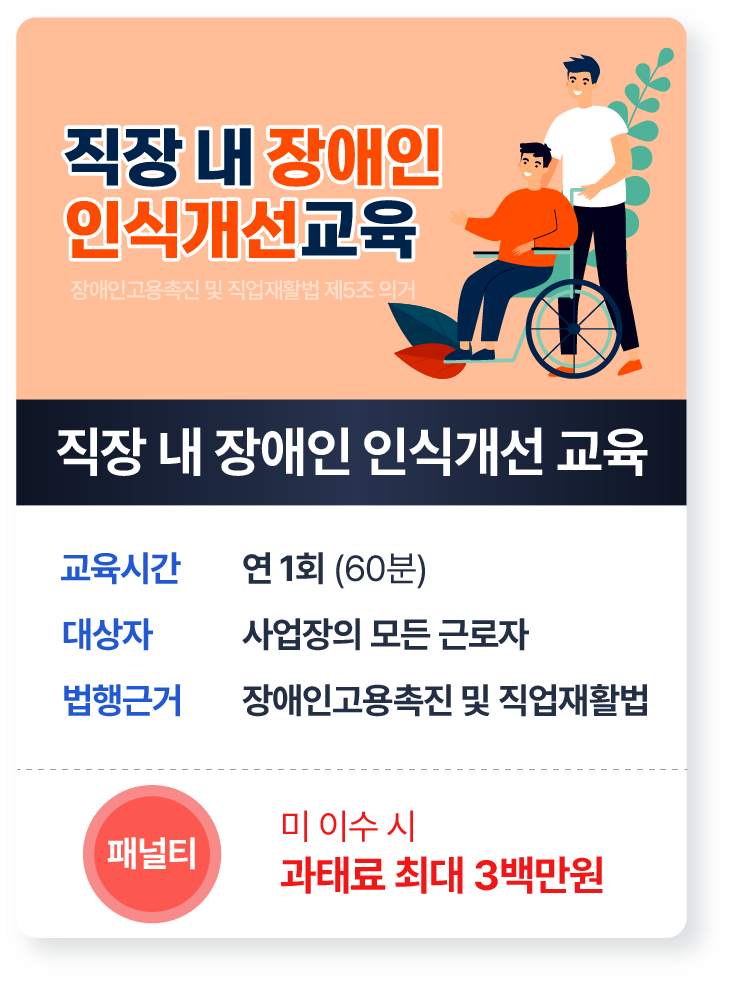 직장 내 장애인
인식개선교육
장애인고용촉진 및 직업재활법 제5조 의거
직장 내 장애인 인식개선 교육
교육시간 연 1회 (60분)
대상자 사업장의 모든 근로자
법행근거 장애인고용촉진 및 직업재활법
패널티
미 이수 시
과태료 최대 3백만원